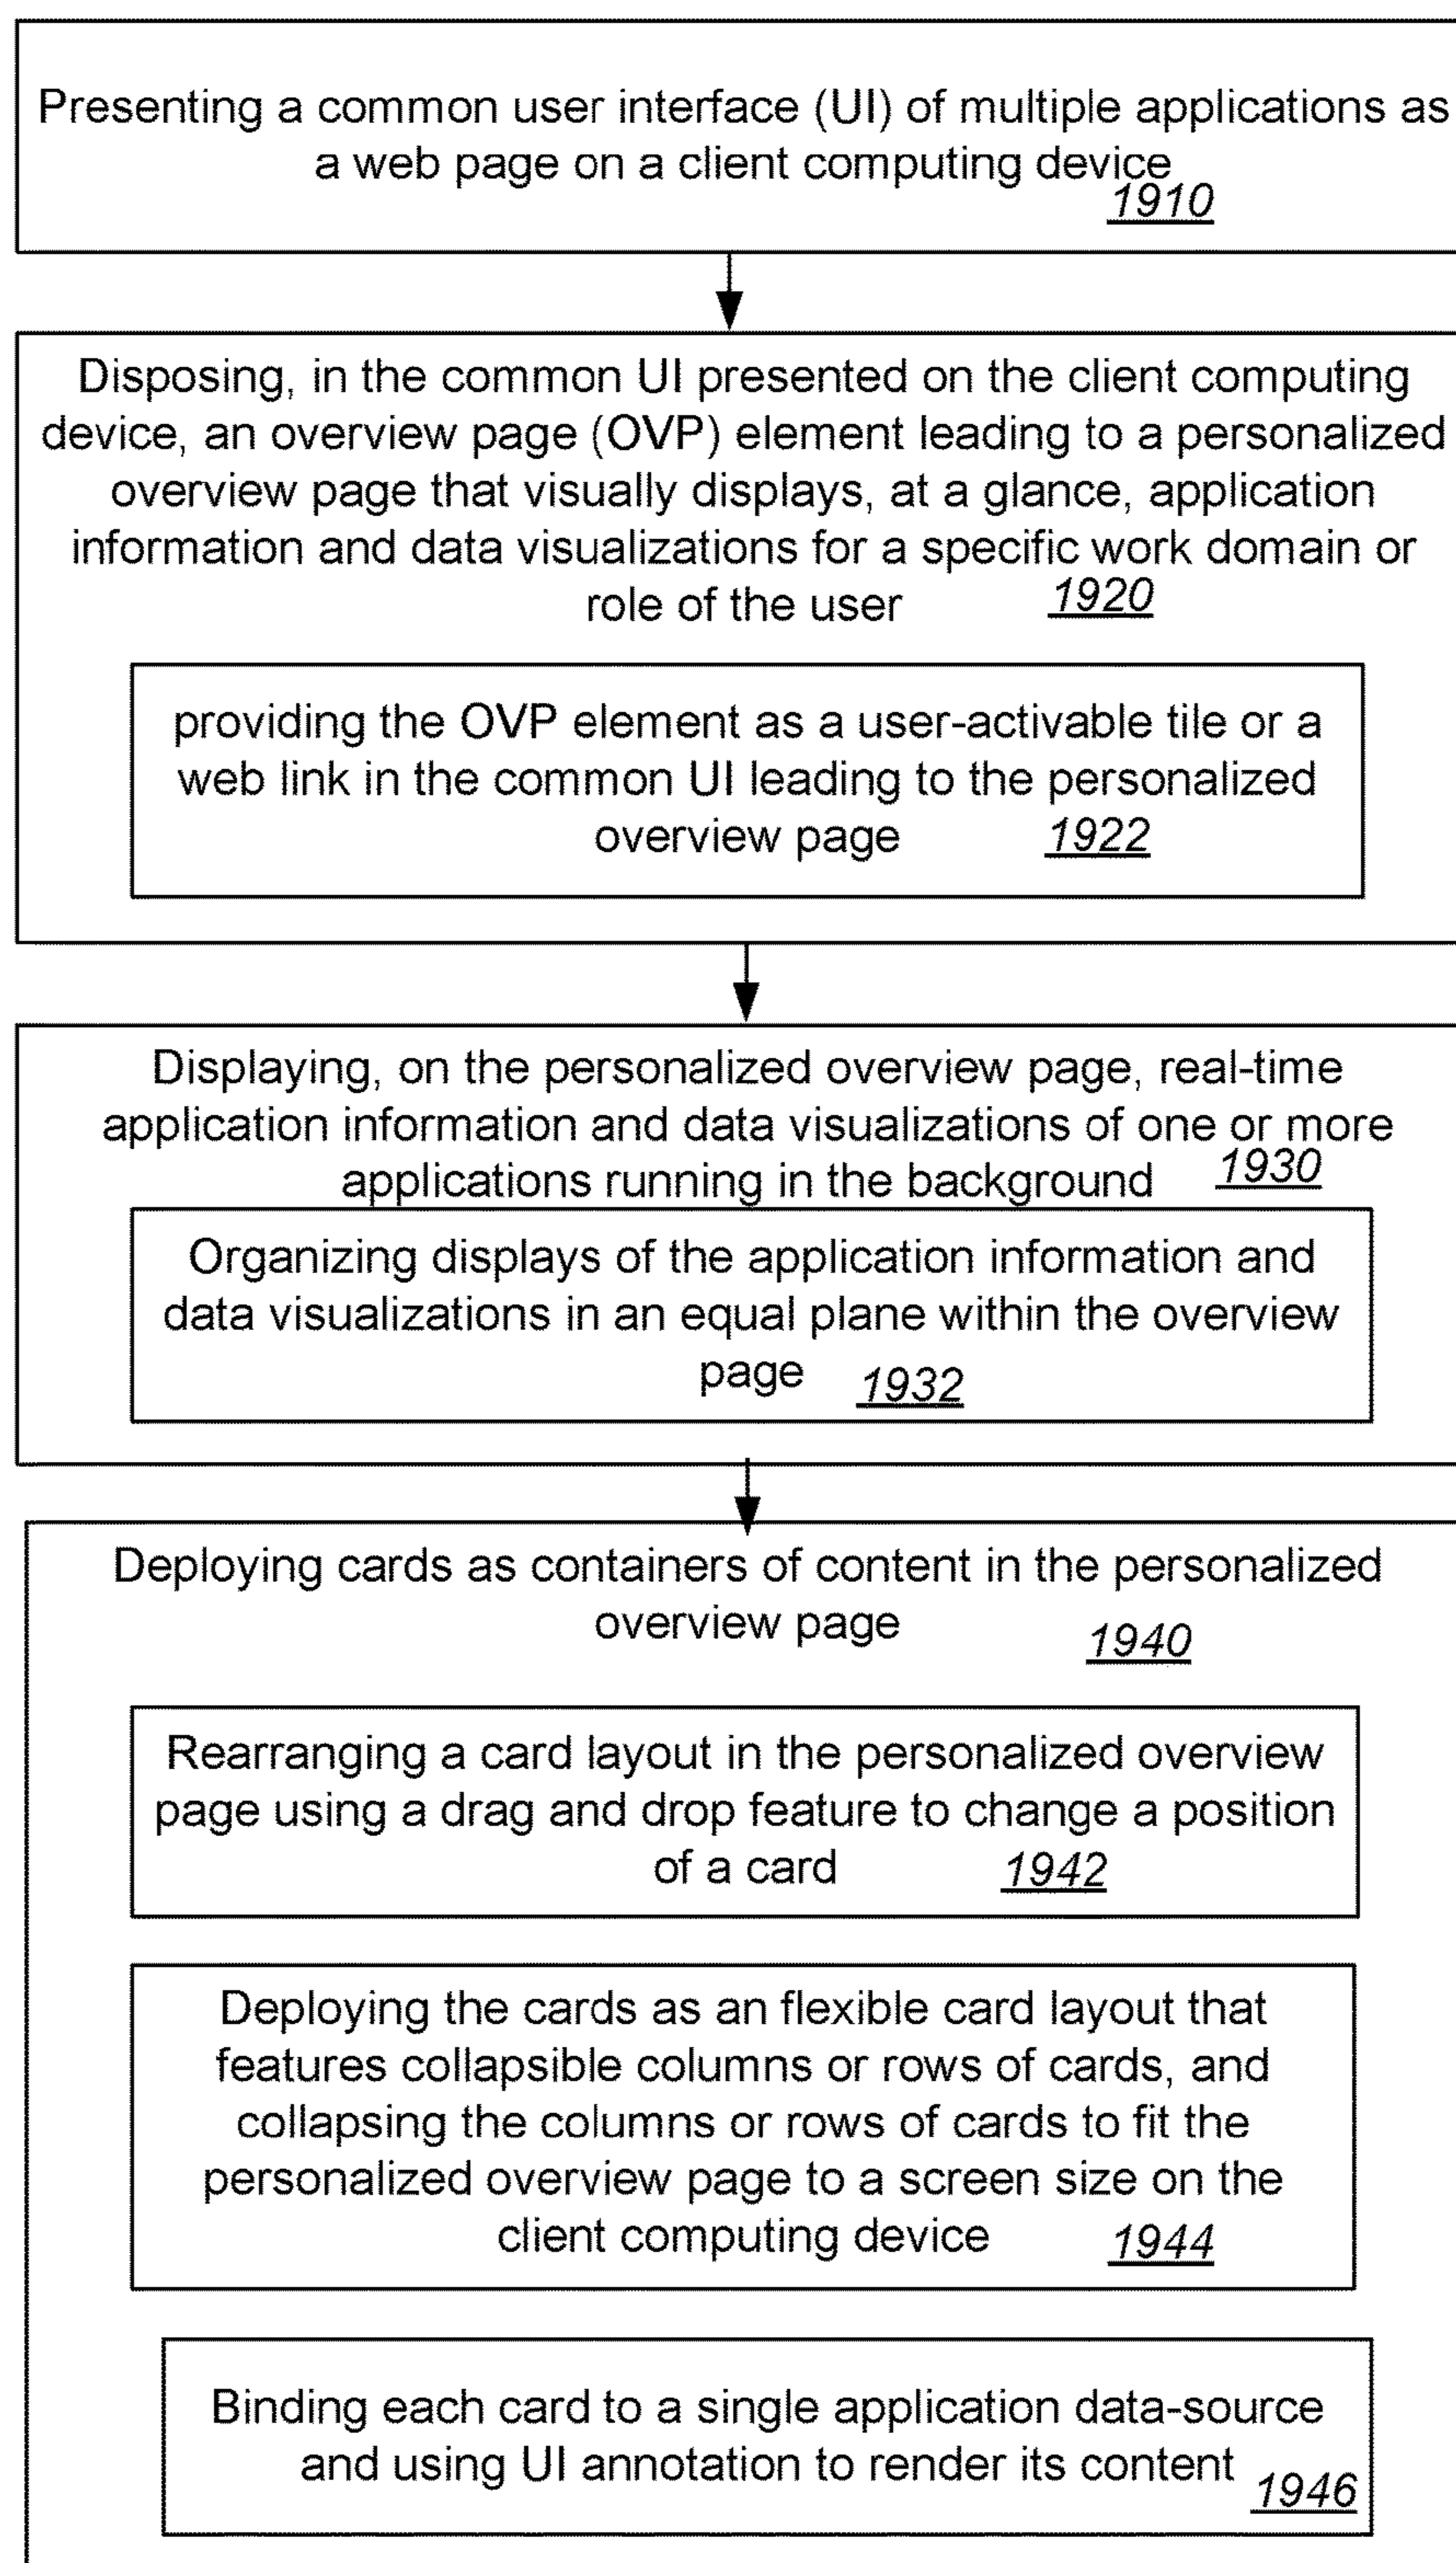 Presenting a common user interface (UI) of multiple applications as
a web page on a client computing device
1910
Disposing, in the common UI presented on the client computing
device, an overview page (OVP) element leading to a personalized
overview page that visually displays, at a glance, application
information and data visualizations for a specific work domain or
role of the user 1920
providing the OVP element as a user-activable tile or a
web link in the common UI leading to the personalized
overview page 1922
Displaying, on the personalized overview page, real-time
application information and data visualizations of one or more
applications running in the background 1930
Organizing displays of the application information and
data visualizations in an equal plane within the overview
page 1932
Deploying cards as containers of content in the personalized
overview page 1940
Rearranging a card layout in the personalized overview
page using a drag and drop feature to change a position
of a card 1942
Deploying the cards as an flexible card layout that
features collapsible columns or rows of cards, and
collapsing the columns or rows of cards to fit the
personalized overview page to a screen size on the
client computing device 1944
Binding each card to a single application data-source
and using UI annotation to render its content 1946